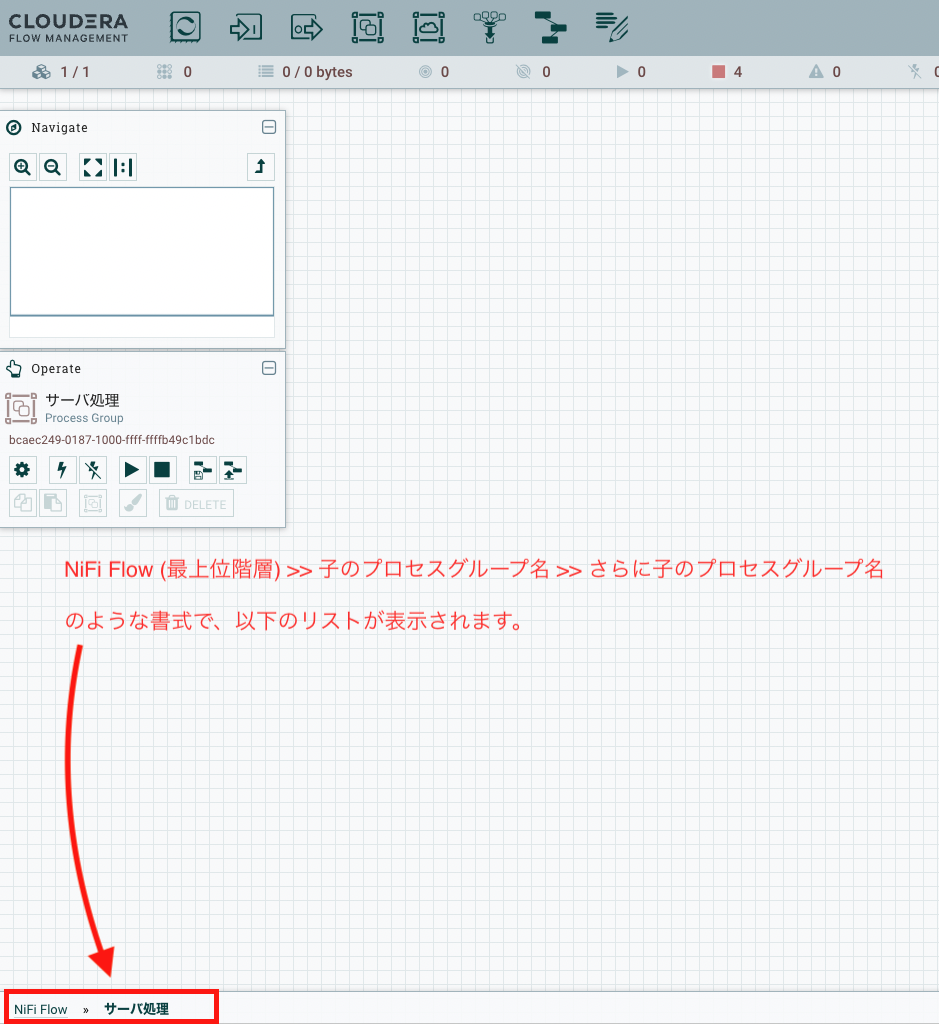 CLOUDERA
FLOW MANAGEMENT
1 / 1 0 0 / 0 bytes 0 0 0 4 0 0
Navigate
Operate
サーバ処理
Process Group
bcaec249-0187-1000-ffff-ffffb49c1bdc
DELETE
NiFi Flow (最上位階層) >> 子のプロセスグループ名 >> さらに子のプロセスグループ名
のような書式で、以下のリストが表示されます。
NiFi Flow » サーバ処理